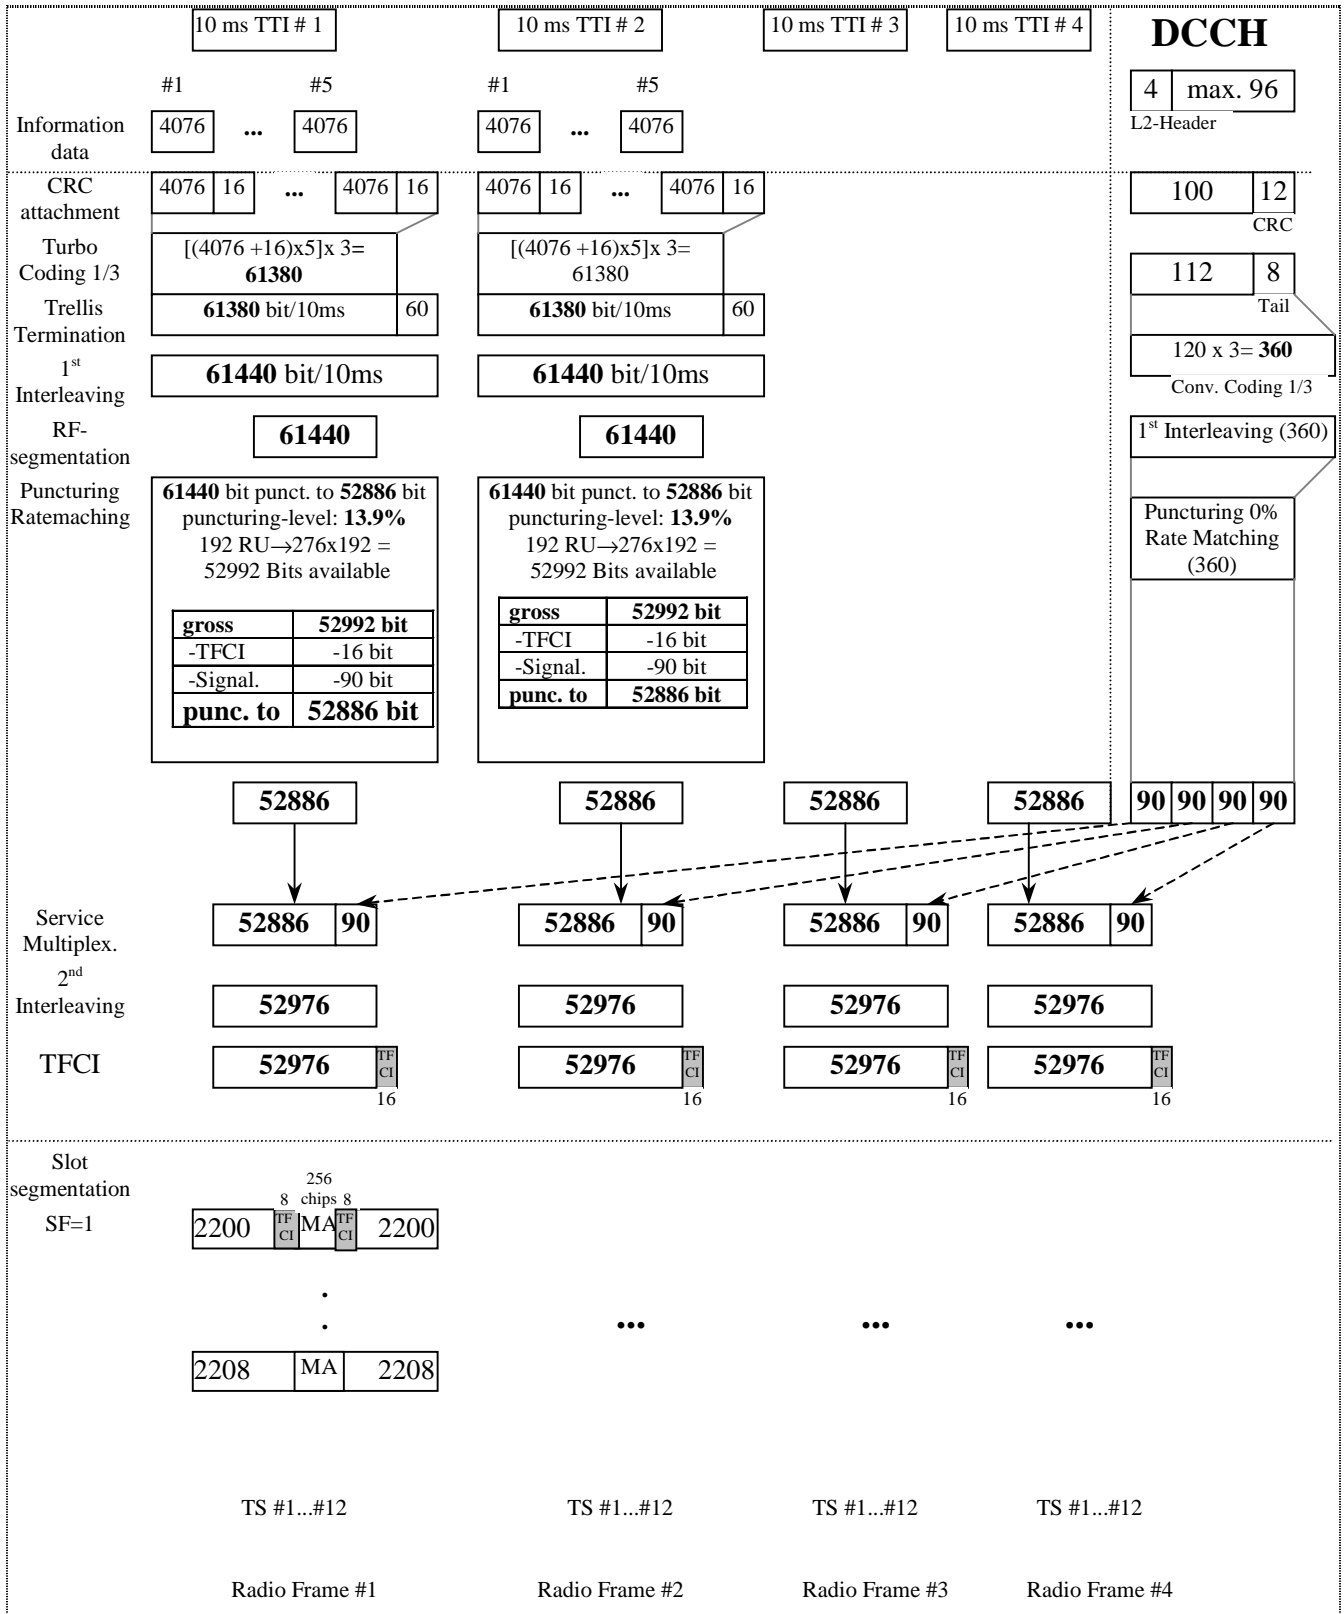 10 ms TTI # 1
10 ms TTI # 2
10 ms TTI # 3
10 ms TTI # 4
DCCH
#1 #5
#1 #5
4 max. 96
L2-Header
Information
data
4076 ... 4076
4076 ... 4076
CRC
attachment
4076 16 ... 4076 16
4076 16 ... 4076 16
100 12
CRC
Turbo
Coding 1/3
[(4076 +16)x5]x 3=
61380
[(4076 +16)x5]x 3=
61380
112 8
Tail
Trellis
Termination
61380 bit/10ms 60
61380 bit/10ms 60
120 x 3= 360
Conv. Coding 1/3
1st
Interleaving
61440 bit/10ms
61440 bit/10ms
RF-
segmentation
61440
61440
1st Interleaving (360)
Puncturing
Ratemaching
61440 bit punct. to 52886 bit
puncturing-level: 13.9%
192 RU→276x192 =
52992 Bits available
gross 52992 bit
-TFCI -16 bit
-Signal. -90 bit
punc. to 52886 bit
61440 bit punct. to 52886 bit
puncturing-level: 13.9%
192 RU→276x192 =
52992 Bits available
gross 52992 bit
-TFCI -16 bit
-Signal. -90 bit
punc. to 52886 bit
Puncturing 0%
Rate Matching
(360)
52886
52886
52886
52886
90 90 90 90
Service
Multiplex.
52886 90
52886 90
52886 90
52886 90
2nd
Interleaving
52976
52976
52976
52976
TFCI
52976 TF
CI
16
52976 TF
CI
16
52976 TF
CI
16
52976 TF
CI
16
Slot
segmentation
SF=1
256
8 chips 8
2200 TF
CI MA TF
CI 2200
.
.
... ... ...
2208 MA 2208
TS #1...#12
TS #1...#12
TS #1...#12
TS #1...#12
Radio Frame #1
Radio Frame #2
Radio Frame #3
Radio Frame #4